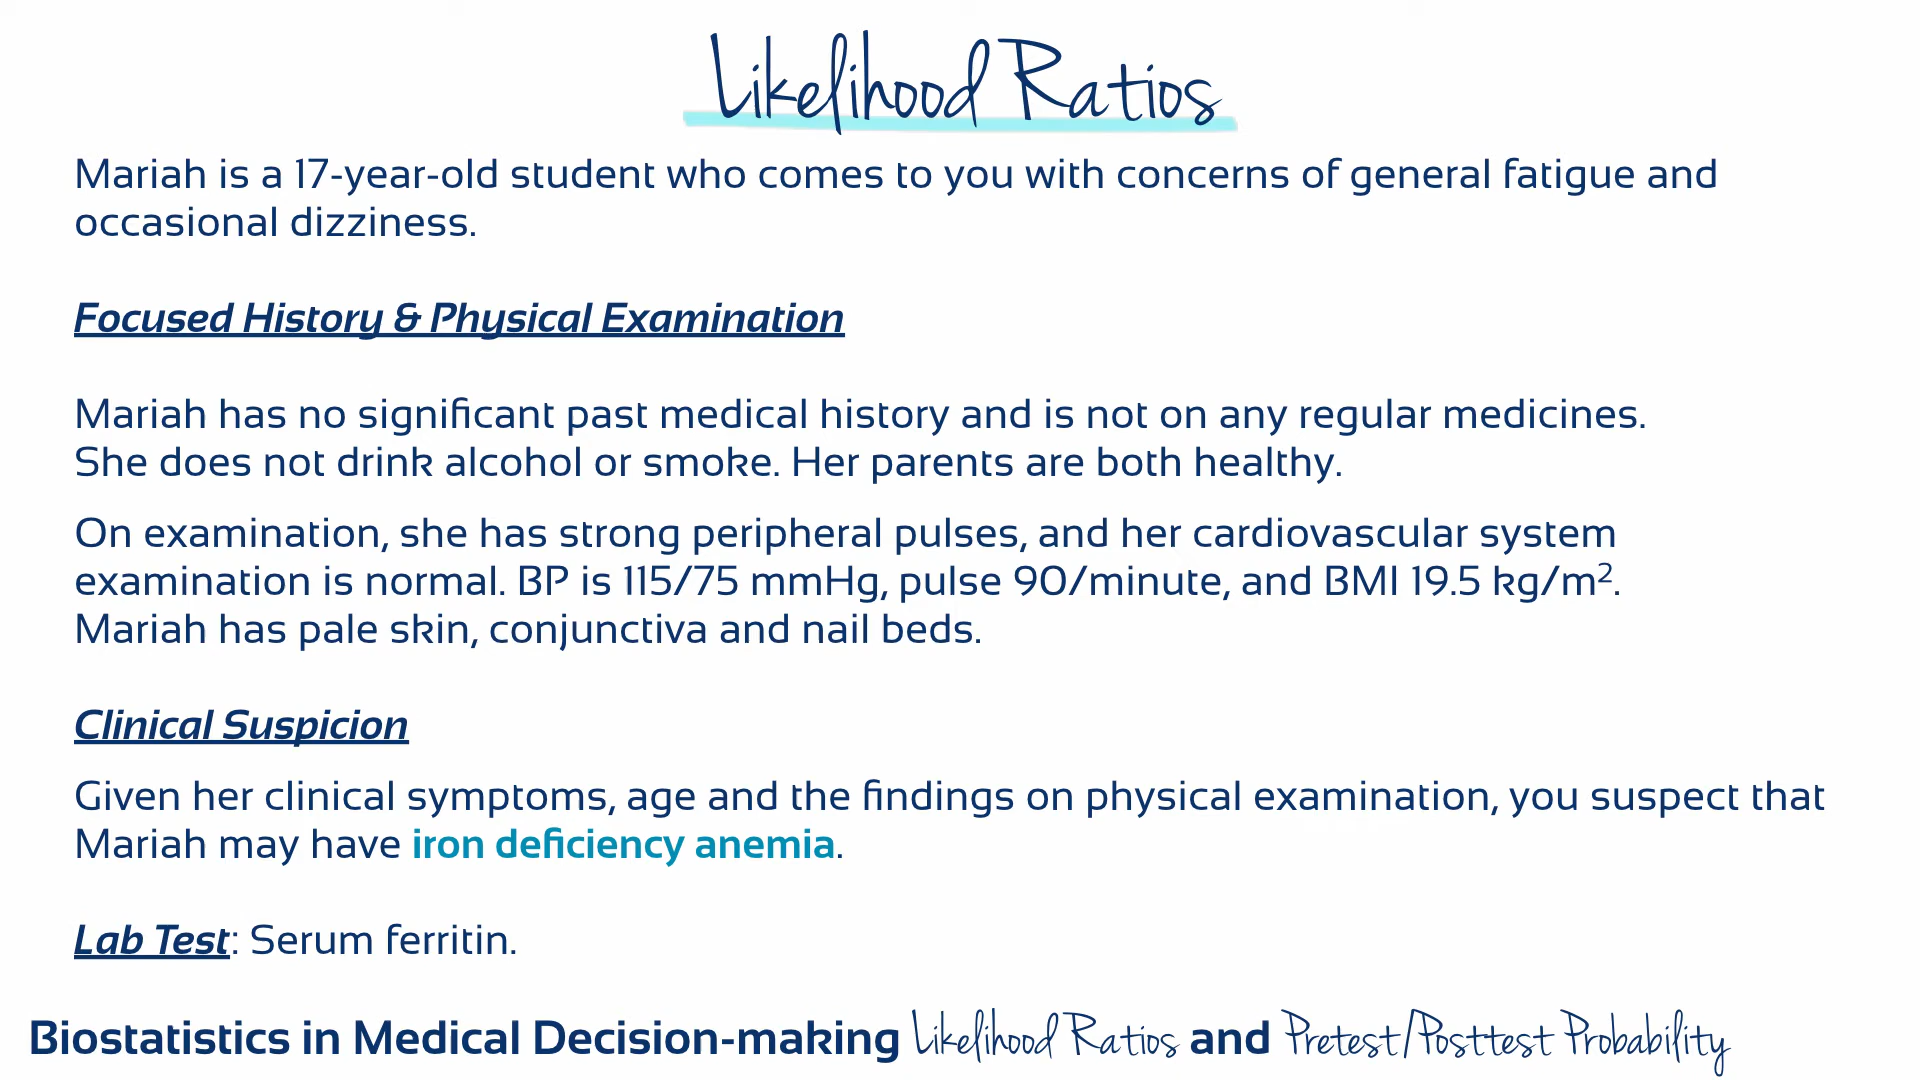 Likelihood Ratios
Mariah is a 17-year-old student who comes to you with concerns of general fatigue and
occasional dizziness.
Focused History & Physical Examination
Mariah has no significant past medical history and is not on any regular medicines.
She does not drink alcohol or smoke. Her parents are both healthy.
On examination, she has strong peripheral pulses, and her cardiovascular system
examination is normal. BP is 115/75 mmHg, pulse 90/minute, and BMI 19.5 kg/m².
Mariah has pale skin, conjunctiva and nail beds.
Clinical Suspicion
Given her clinical symptoms, age and the findings on physical examination, you suspect that
Mariah may have iron deficiency anemia.
Lab Test: Serum ferritin.
Biostatistics in Medical Decision-making Likelihood Ratios and Pretest/Posttest Probability